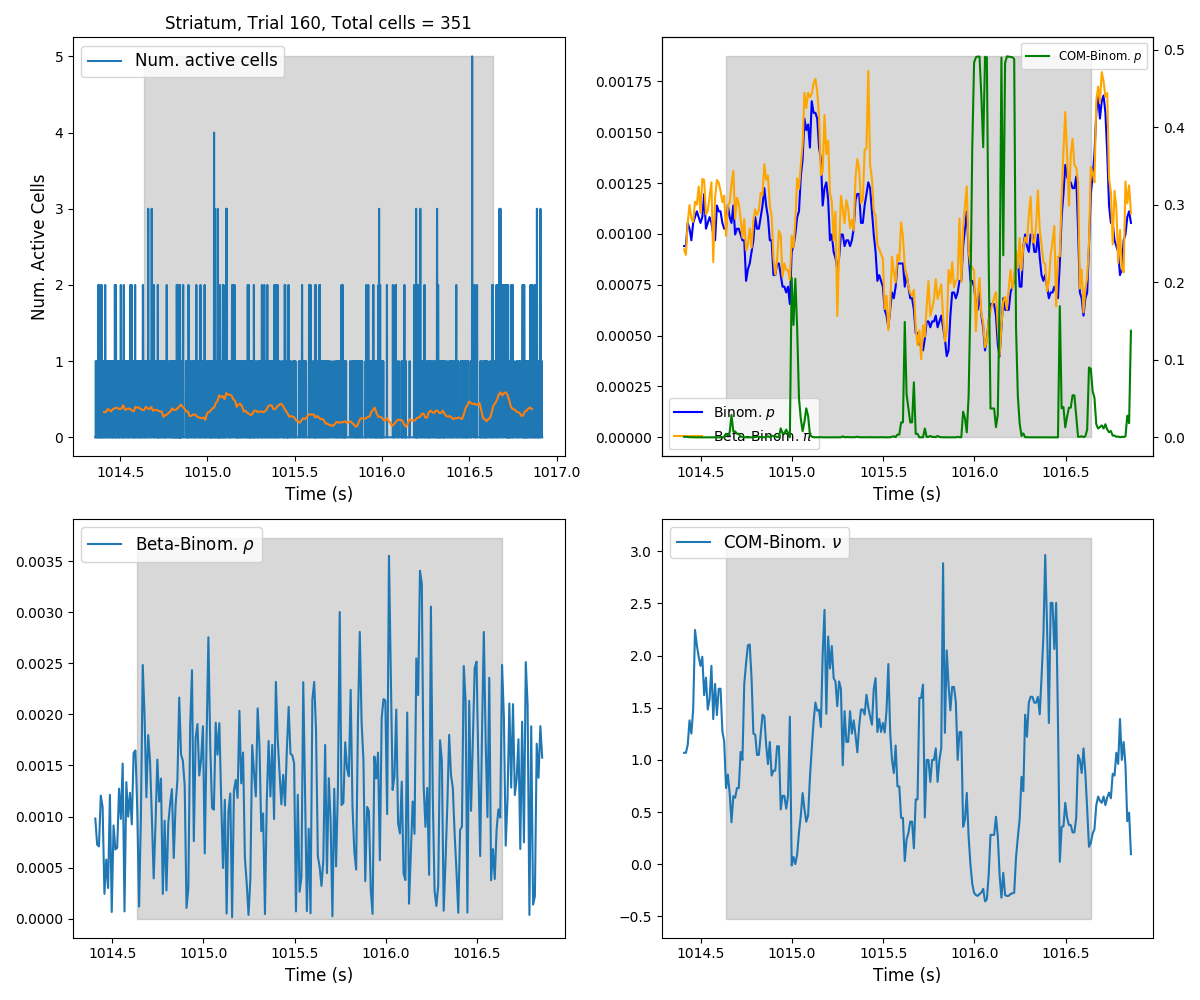 Striatum, Trial 160, Total cells = 351
Num. active cells
Num. Active Cells
5
4
3
2
1
0
1014.5 1015.0 1015.5 1016.0 1016.5 1017.0
Time (s)
COM-Binom. p
0.00175
0.00150
0.00125
0.00100
0.00075
0.00050
0.00025
0.00000
0.5
0.4
0.3
0.2
0.1
0.0
Binom. p
Beta-Binom. π
1014.5 1015.0 1015.5 1016.0 1016.5
Time (s)
Beta-Binom. ρ
0.0035
0.0030
0.0025
0.0020
0.0015
0.0010
0.0005
0.0000
1014.5 1015.0 1015.5 1016.0 1016.5
Time (s)
COM-Binom. ν
3.0
2.5
2.0
1.5
1.0
0.5
0.0
−0.5
1014.5 1015.0 1015.5 1016.0 1016.5
Time (s)